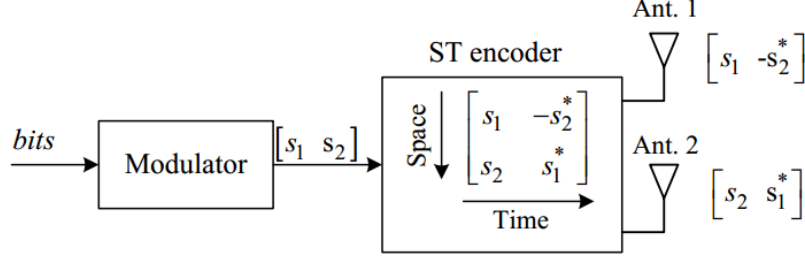 Ant. 1
[s₁ -s₂*]
ST encoder
bits
Modulator
[s₁ s₂]
Space
[s₁ -s₂*
s₂ s₁*]
Time
Ant. 2
[s₂ s₁*]